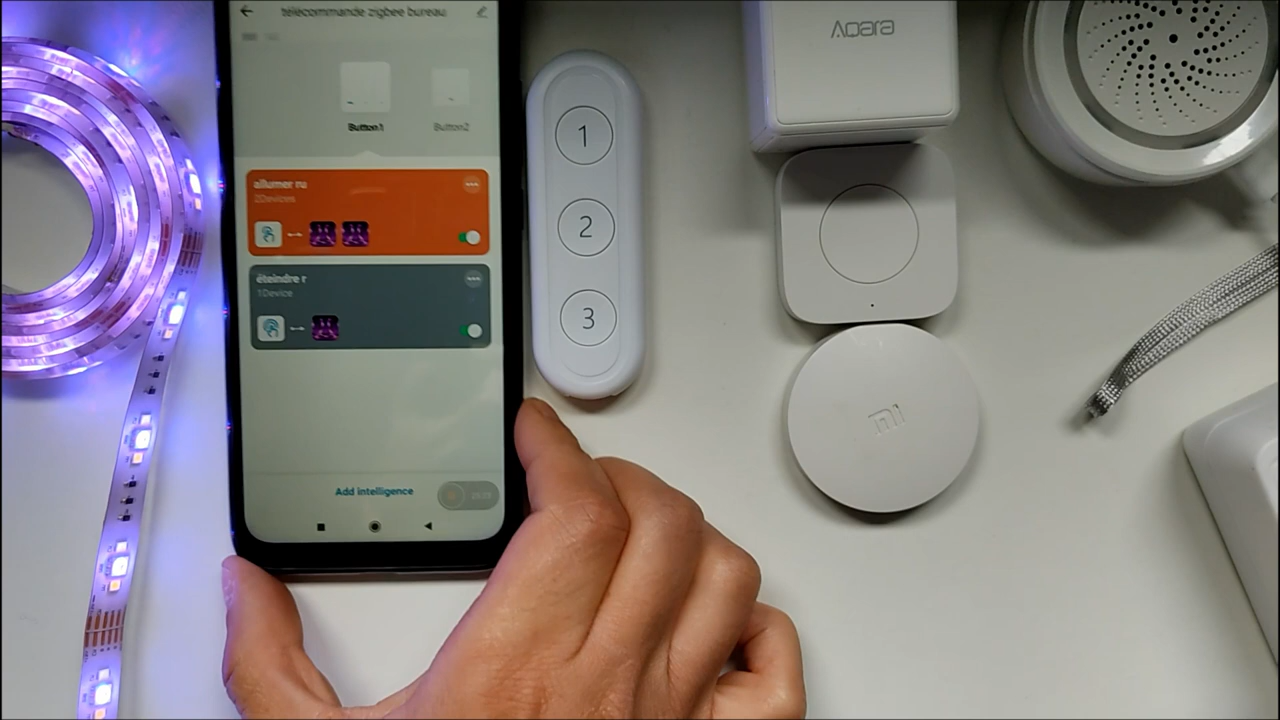 télécommande zigbee bureau
Button1
Button2
allumer ru
2Devices
éteindre r
1Device
Add intelligence
1
2
3
Aqara
mi